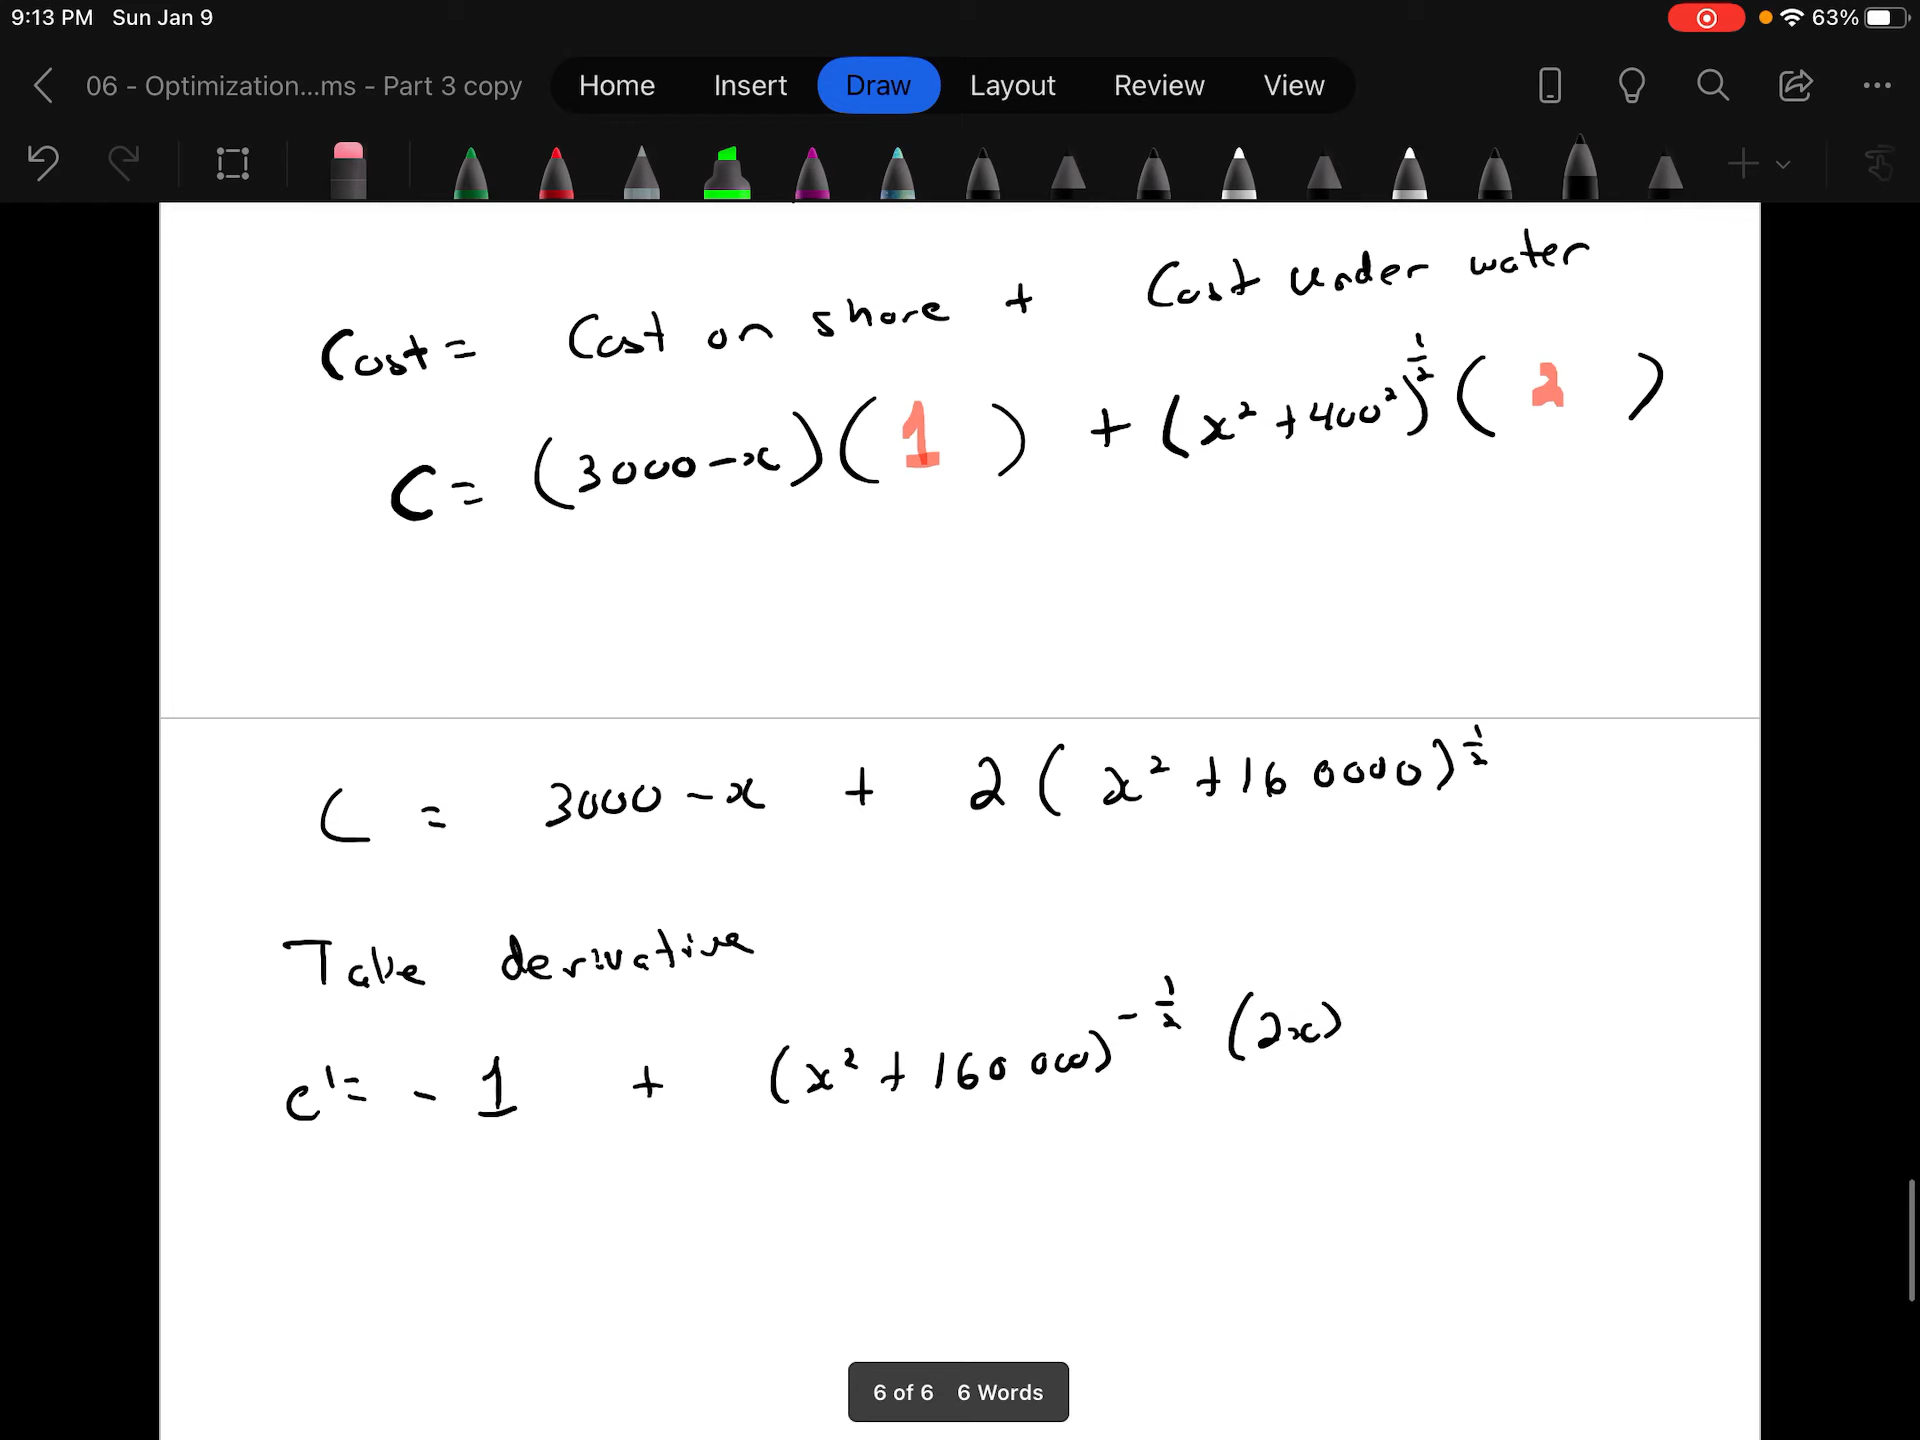 9:13 PM Sun Jan 9 63%
06 - Optimization...ms - Part 3 copy Home Insert Draw Layout Review View
Cost = Cost on shore + Cost under water
C = (3000 - x)(1) + (x² + 400²)^½ (2)
C = 3000 - x + 2(x² + 160000)^½
Take derivative
c' = - 1 + (x² + 160000)^-½ (2x)
6 of 6 6 Words